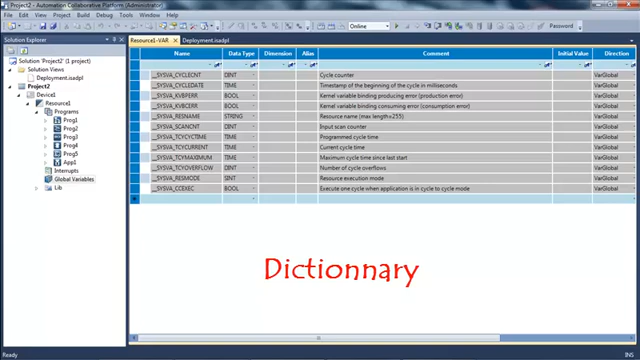 Project2 - Automation Collaborative Platform (Administrator)
File Edit View Project Debug Tools Window Help
Online
Password
Solution Explorer
Solution 'Project2' (1 project)
Solution Views
Deployment.isadpl
Project2
Device1
Resource1
Programs
Prog1
Prog2
Prog3
Prog4
Prog5
App1
Interrupts
Global Variables
Lib
Resource1-VAR Deployment.isadpl
Name Data Type Dimension Alias Comment Initial Value Direction
__SYSVA_CYCLECNT DINT Cycle counter VarGlobal
__SYSVA_CYCLEDATE TIME Timestamp of the beginning of the cycle in milliseconds VarGlobal
__SYSVA_KVBPERR BOOL Kernel variable binding producing error (production error) VarGlobal
__SYSVA_KVBCERR BOOL Kernel variable binding consuming error (consumption error) VarGlobal
__SYSVA_RESNAME STRING Resource name (max length=255) VarGlobal
__SYSVA_SCANCNT DINT Input scan counter VarGlobal
__SYSVA_TCYCYCTIME TIME Programmed cycle time VarGlobal
__SYSVA_TCYCURRENT TIME Current cycle time VarGlobal
__SYSVA_TCYMAXIMUM TIME Maximum cycle time since last start VarGlobal
__SYSVA_TCYOVERFLOW DINT Number of cycle overflows VarGlobal
__SYSVA_RESMODE SINT Resource execution mode VarGlobal
__SYSVA_CCEXEC BOOL Execute one cycle when application is in cycle to cycle mode VarGlobal
Dictionnary
Ready INS